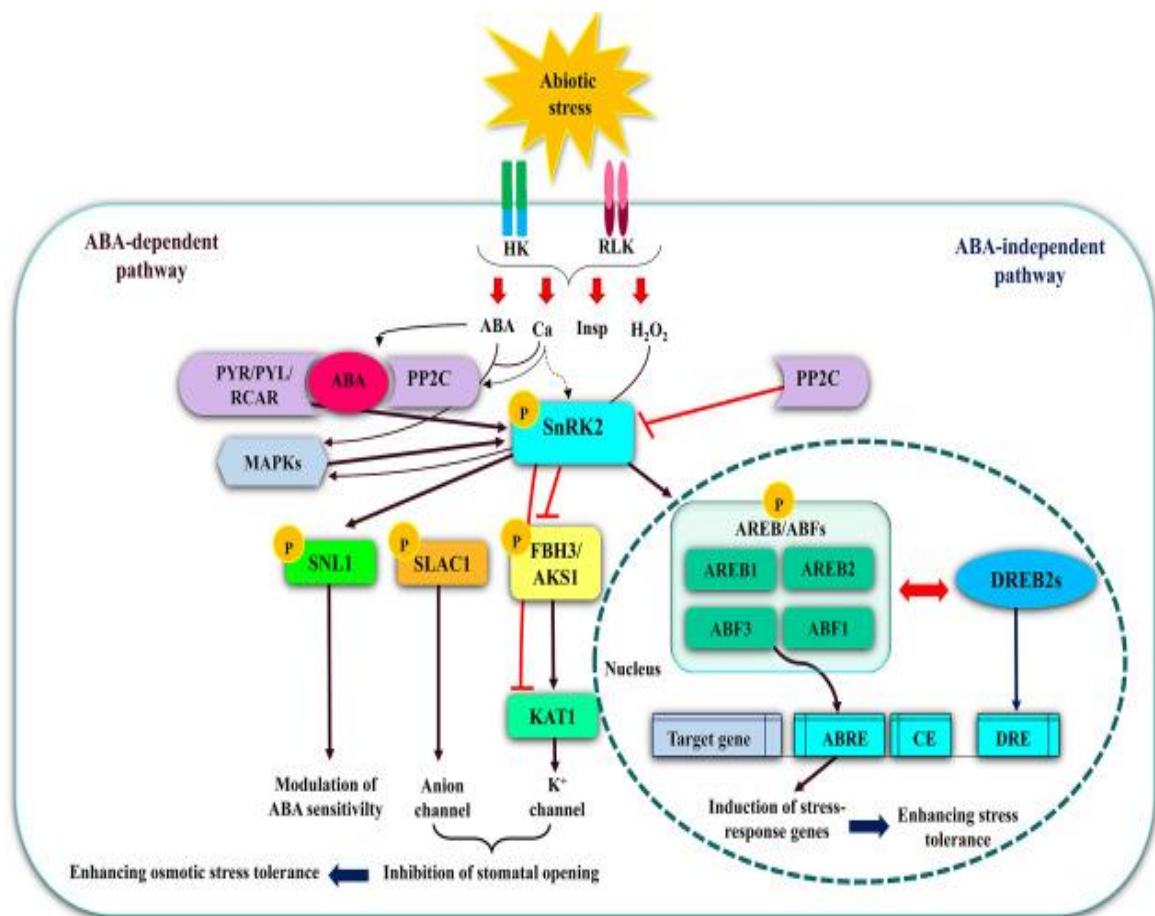 Abiotic
stress
ABA-dependent
pathway
HK
RLK
ABA-independent
pathway
ABA
Ca
Insp
H₂O₂
PYR/PYL/
RCAR
ABA
PP2C
PP2C
P
SnRK2
MAPKs
P
SNL1
P
SLAC1
P
FBH3/
AKS1
P
AREB/ABFs
AREB1
AREB2
ABF3
ABF1
DREB2s
Nucleus
KAT1
Target gene
ABRE
CE
DRE
Modulation of
ABA sensitivilty
Anion
channel
K⁺
channel
Induction of stress-
response genes
Enhancing stress
tolerance
Enhancing osmotic stress tolerance
Inhibition of stomatal opening